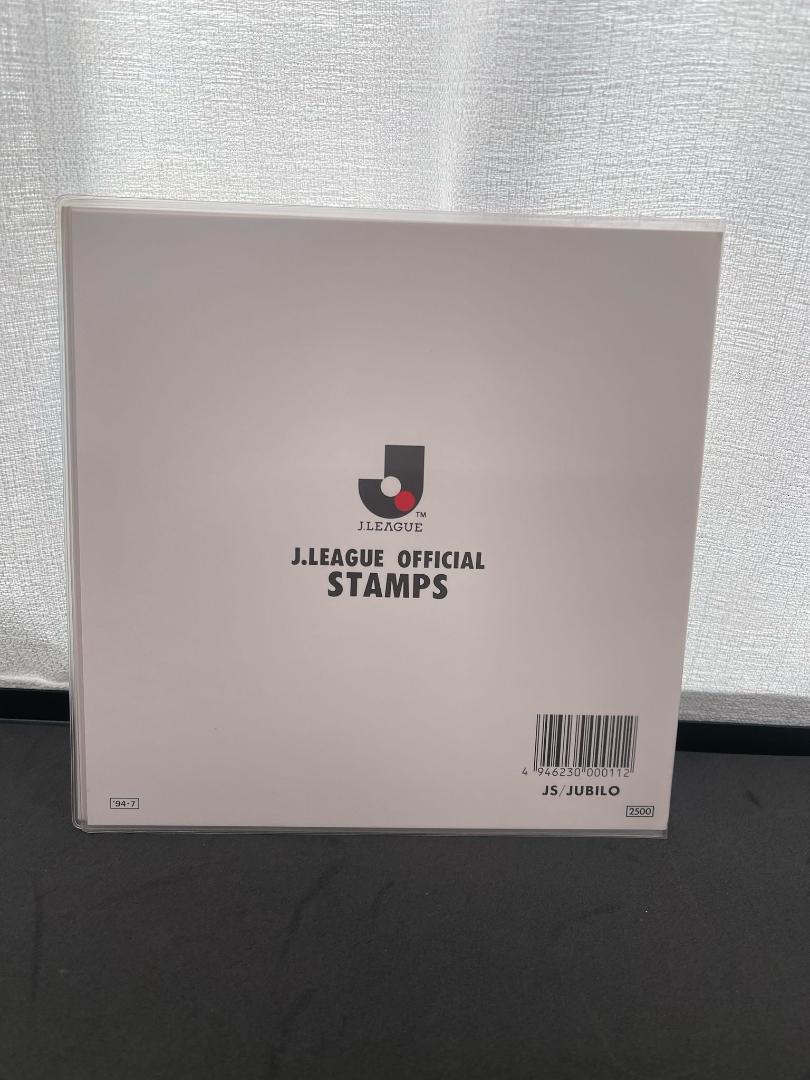 TM
J.LEAGUE
J.LEAGUE OFFICIAL
STAMPS
4 946230 000112
JS/JUBILO
'94・7
2500